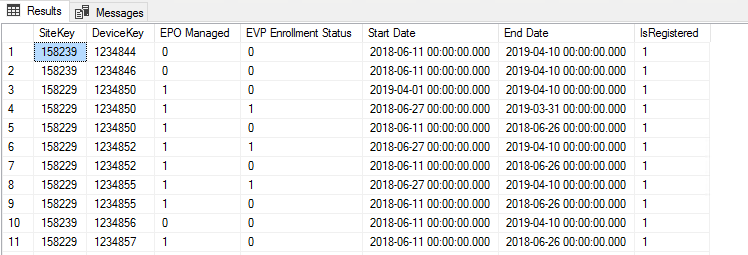 Results Messages
SiteKey DeviceKey EPO Managed EVP Enrollment Status Start Date End Date IsRegistered
1 158239 1234844 0 0 2018-06-11 00:00:00.000 2019-04-10 00:00:00.000 1
2 158239 1234846 0 0 2018-06-11 00:00:00.000 2019-04-10 00:00:00.000 1
3 158229 1234850 1 0 2019-04-01 00:00:00.000 2019-04-10 00:00:00.000 1
4 158229 1234850 1 1 2018-06-27 00:00:00.000 2019-03-31 00:00:00.000 1
5 158229 1234850 1 0 2018-06-11 00:00:00.000 2018-06-26 00:00:00.000 1
6 158229 1234852 1 1 2018-06-27 00:00:00.000 2019-04-10 00:00:00.000 1
7 158229 1234852 1 0 2018-06-11 00:00:00.000 2018-06-26 00:00:00.000 1
8 158229 1234855 1 1 2018-06-27 00:00:00.000 2019-04-10 00:00:00.000 1
9 158229 1234855 1 0 2018-06-11 00:00:00.000 2018-06-26 00:00:00.000 1
10 158239 1234856 0 0 2018-06-11 00:00:00.000 2019-04-10 00:00:00.000 1
11 158229 1234857 1 0 2018-06-11 00:00:00.000 2018-06-26 00:00:00.000 1